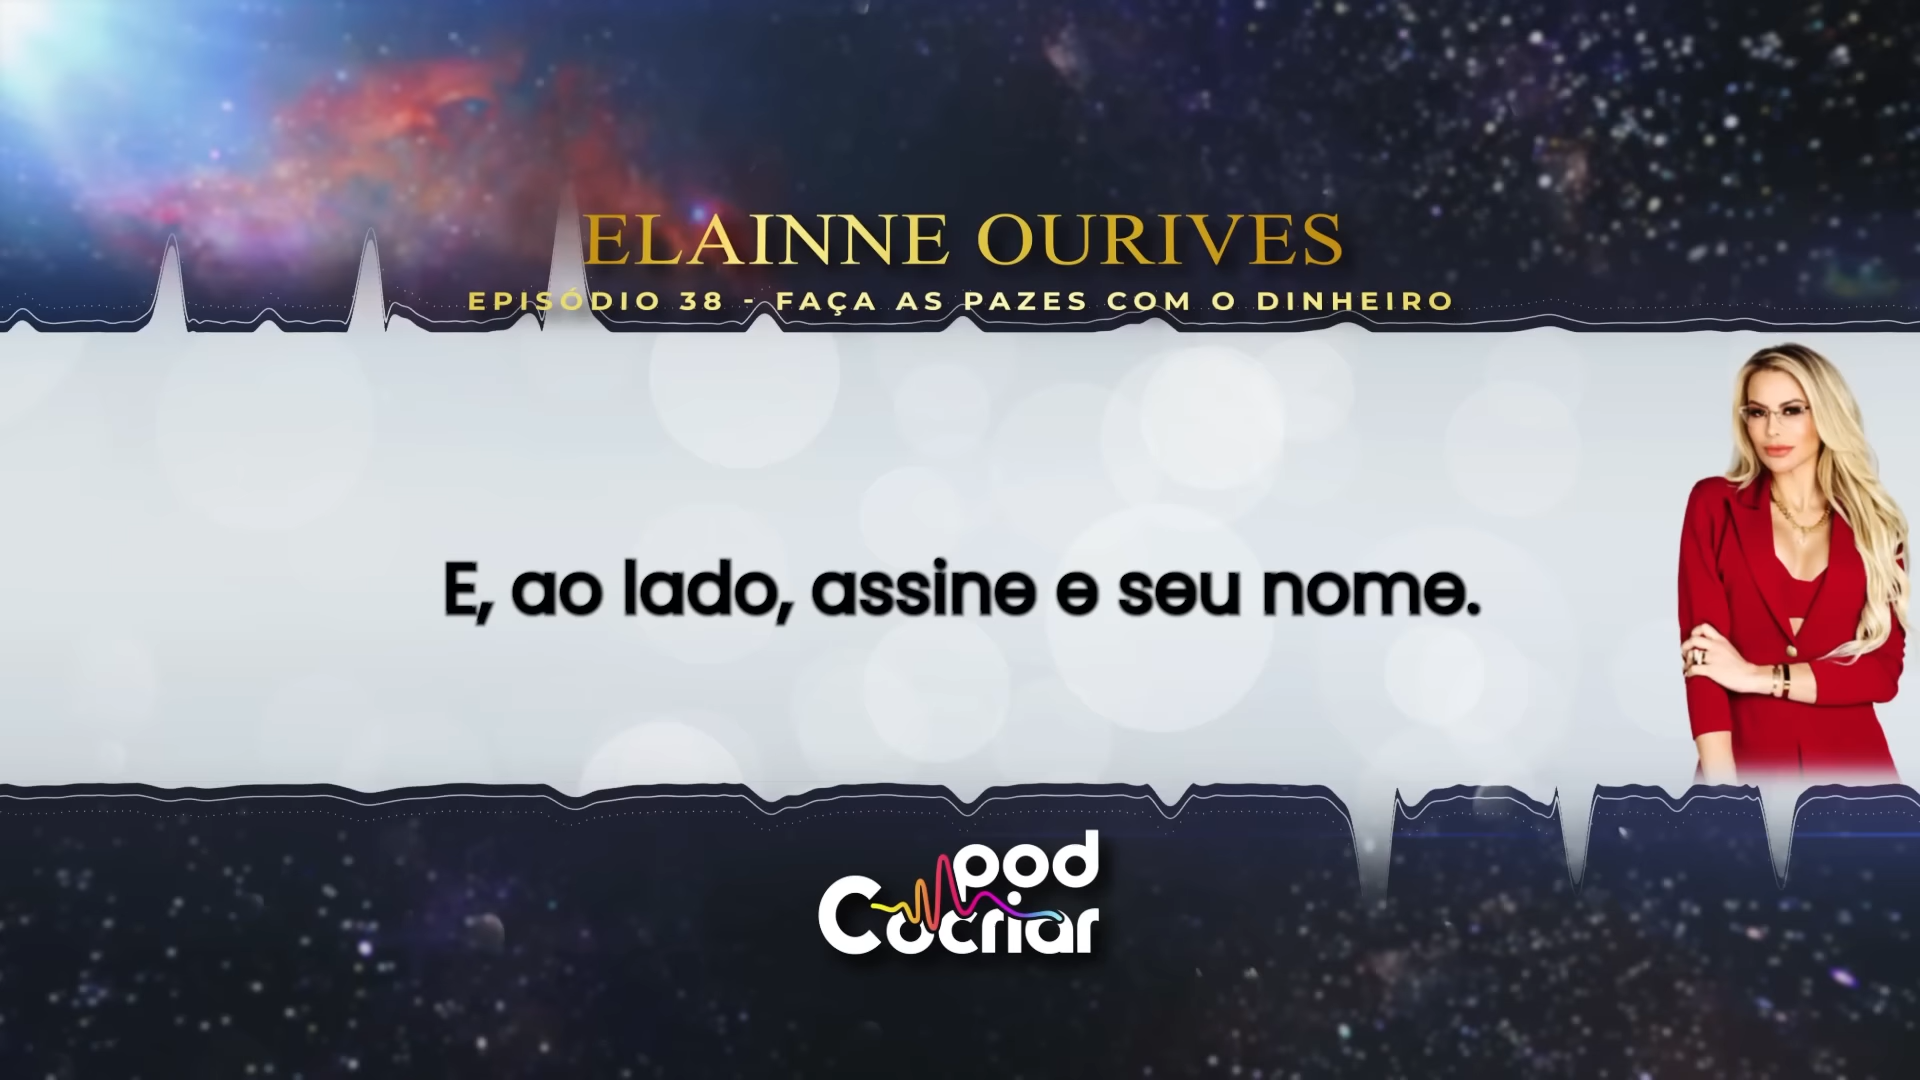 ELAINNE OURIVES
EPISÓDIO 38 - FAÇA AS PAZES COM O DINHEIRO
E, ao lado, assine e seu nome.
pod
Cocriar